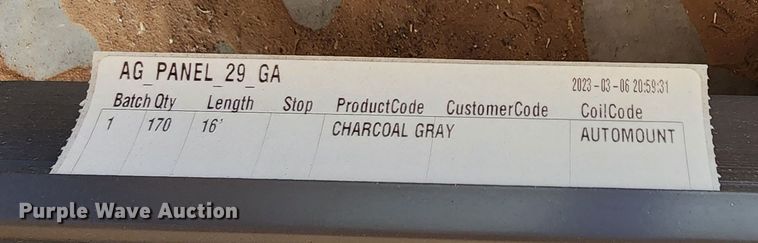 AG_PANEL_29_GA
2023-03-06 20:59:31
Batch Qty Length Stop ProductCode CustomerCode CoilCode
1 170 16' CHARCOAL GRAY AUTOMOUNT
Purple Wave Auction